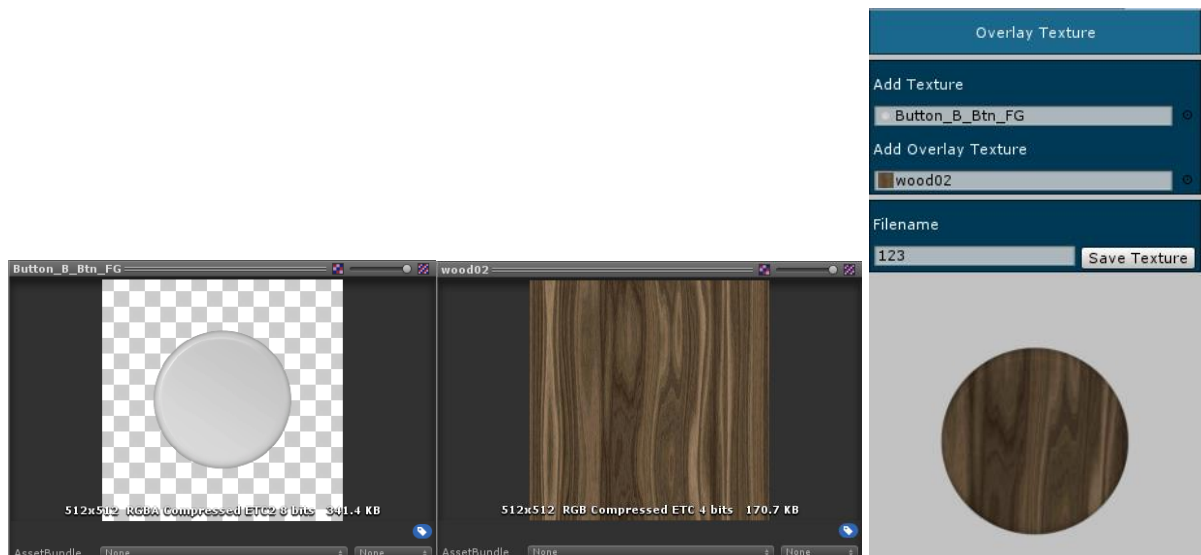 Overlay Texture
Add Texture
Button_B_Btn_FG
Add Overlay Texture
wood02
Filename
123
Save Texture
Button_B_Btn_FG
512x512 RGBA Compressed ETC2 8 bits 341.4 KB
AssetBundle None None
wood02
512x512 RGB Compressed ETC 4 bits 170.7 KB
AssetBundle None None